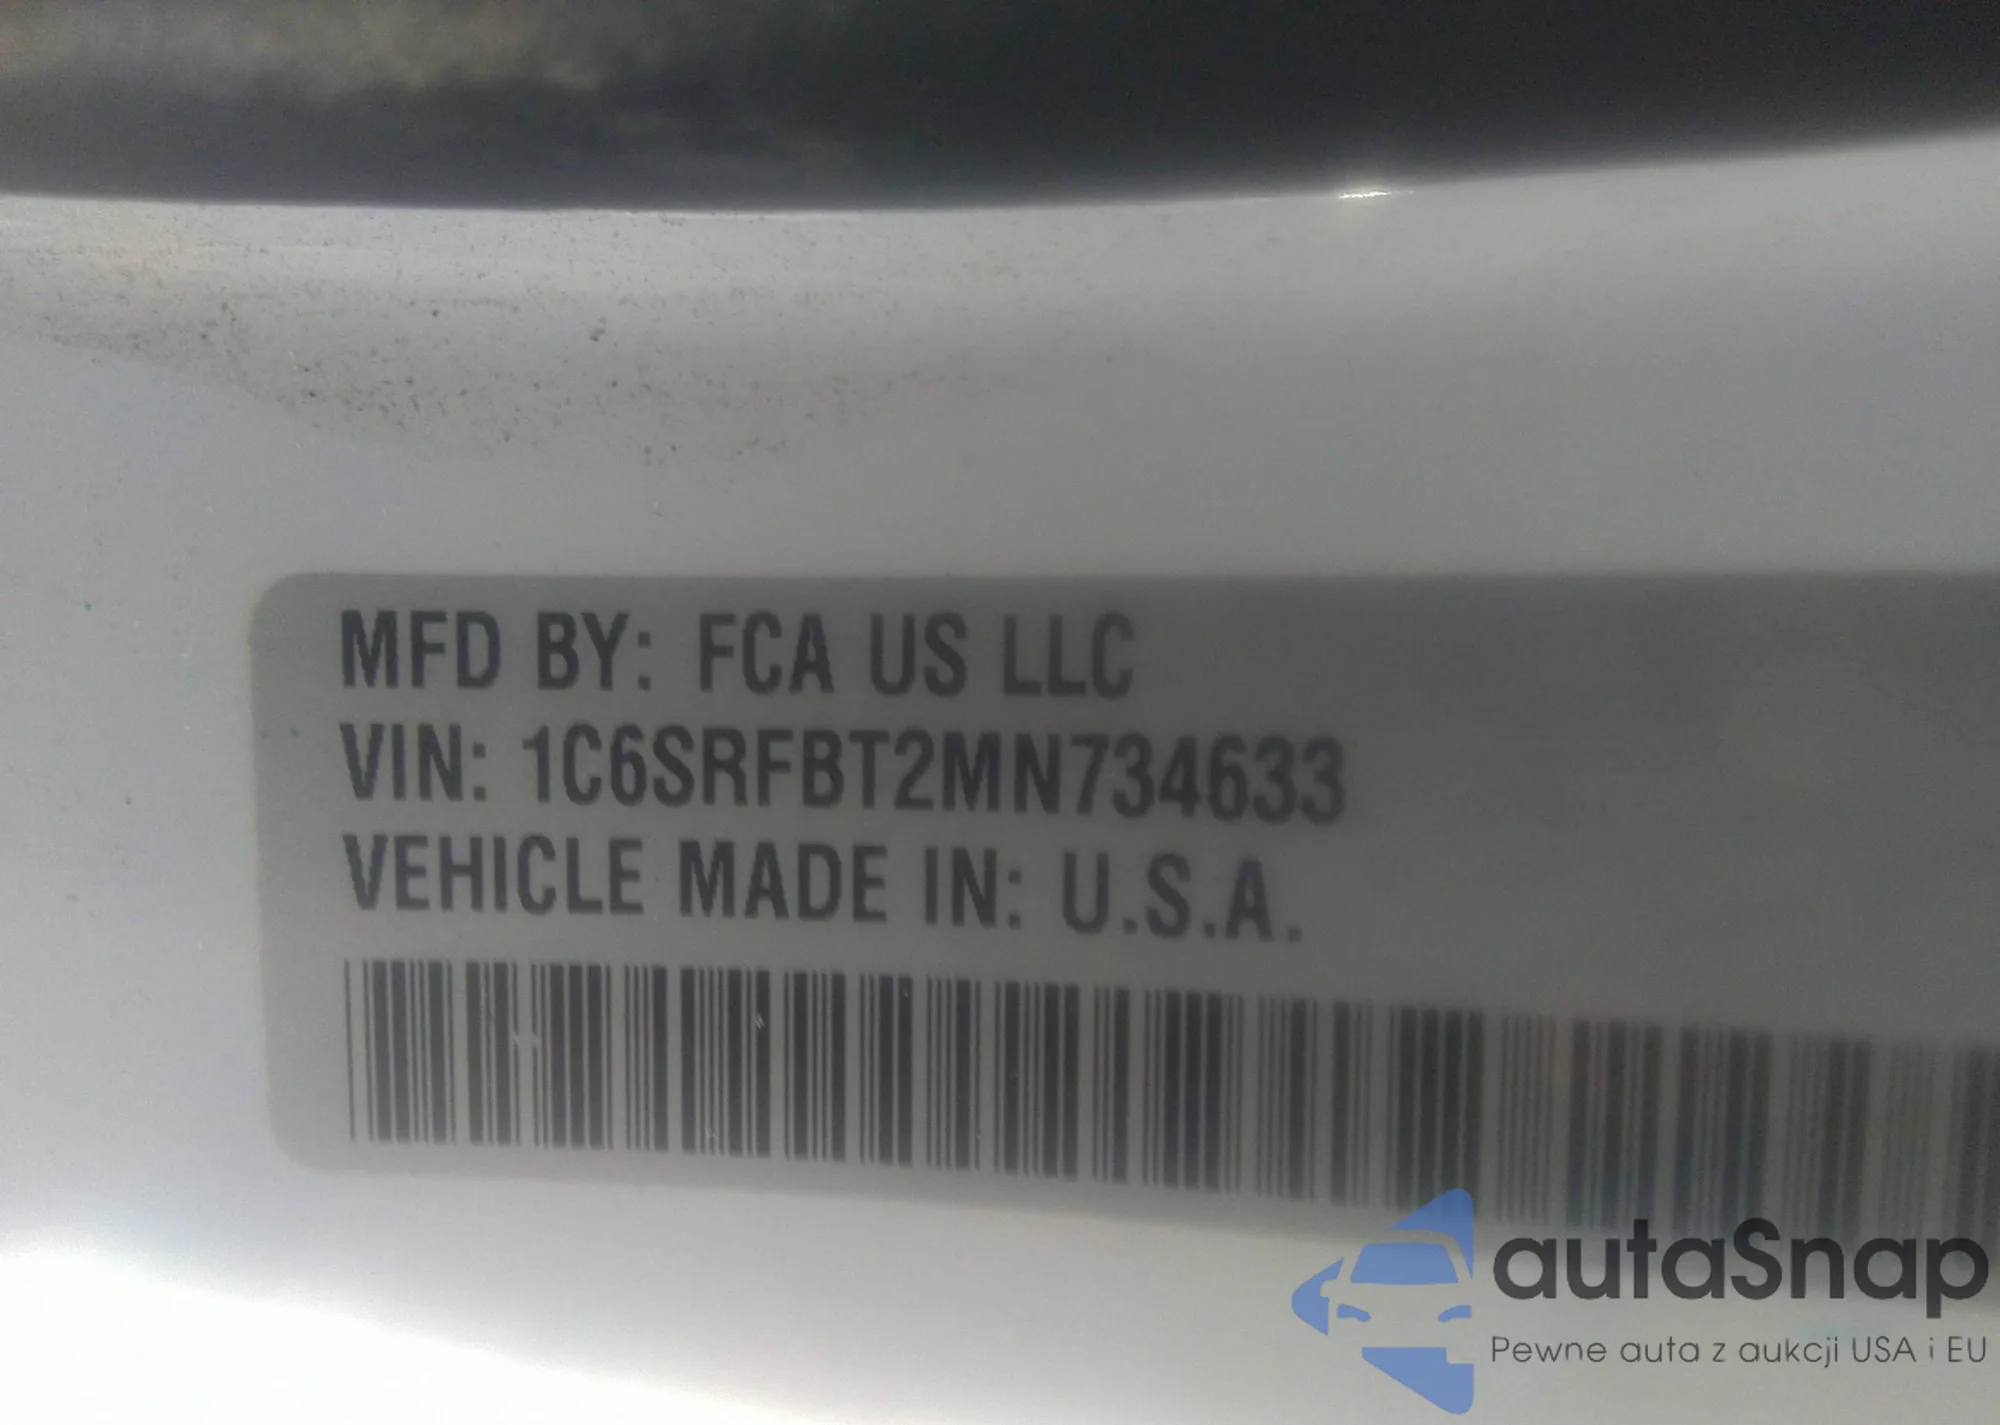 MFD BY: FCA US LLC
VIN: 1C6SRFBT2MN734633
VEHICLE MADE IN: U.S.A.
autaSnap
Pewne auta z aukcji USA i EU